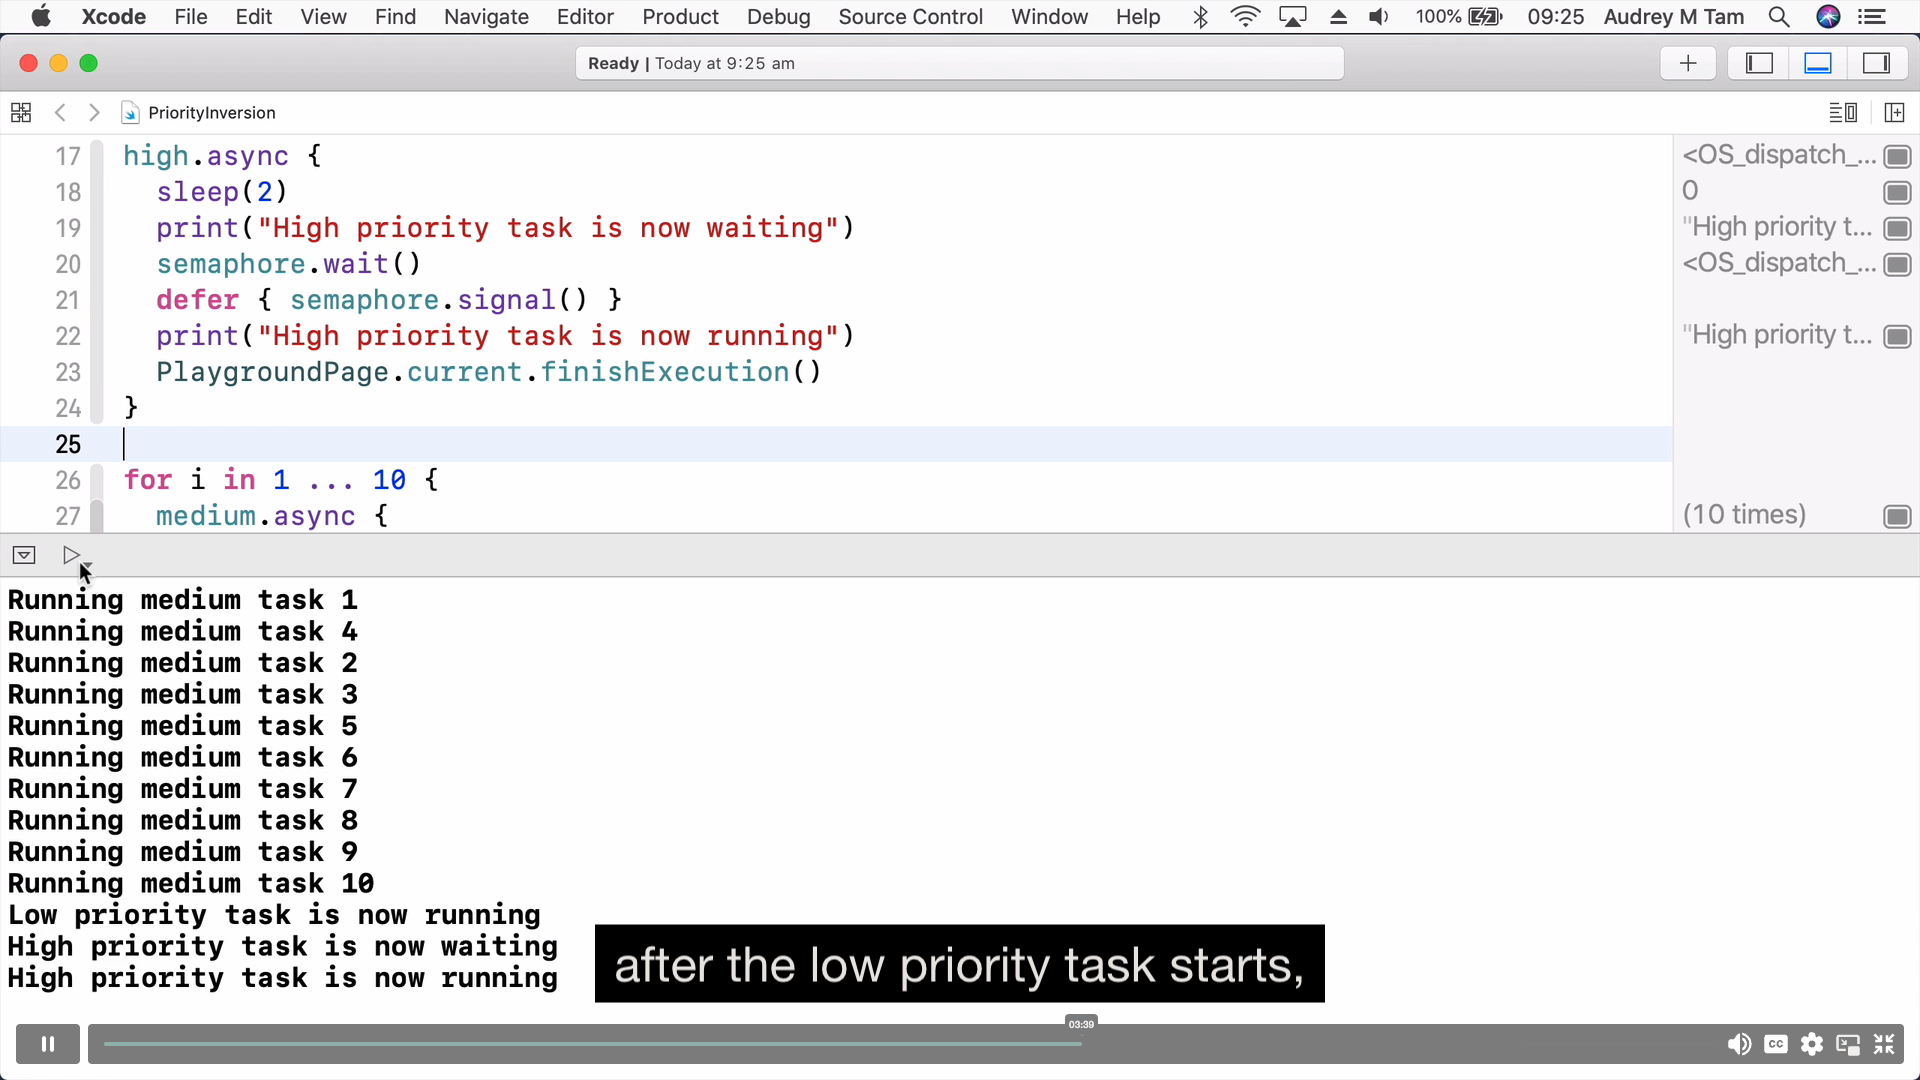 Xcode File Edit View Find Navigate Editor Product Debug Source Control Window Help 100% 09:25 Audrey M Tam
Ready | Today at 9:25 am
PriorityInversion
17 high.async { <OS_dispatch_...
18 sleep(2) 0
19 print("High priority task is now waiting") "High priority t...
20 semaphore.wait() <OS_dispatch_...
21 defer { semaphore.signal() }
22 print("High priority task is now running") "High priority t...
23 PlaygroundPage.current.finishExecution()
24 }
25
26 for i in 1 ... 10 {
27 medium.async { (10 times)
Running medium task 1
Running medium task 4
Running medium task 2
Running medium task 3
Running medium task 5
Running medium task 6
Running medium task 7
Running medium task 8
Running medium task 9
Running medium task 10
Low priority task is now running
High priority task is now waiting
High priority task is now running
after the low priority task starts,
03:39
CC